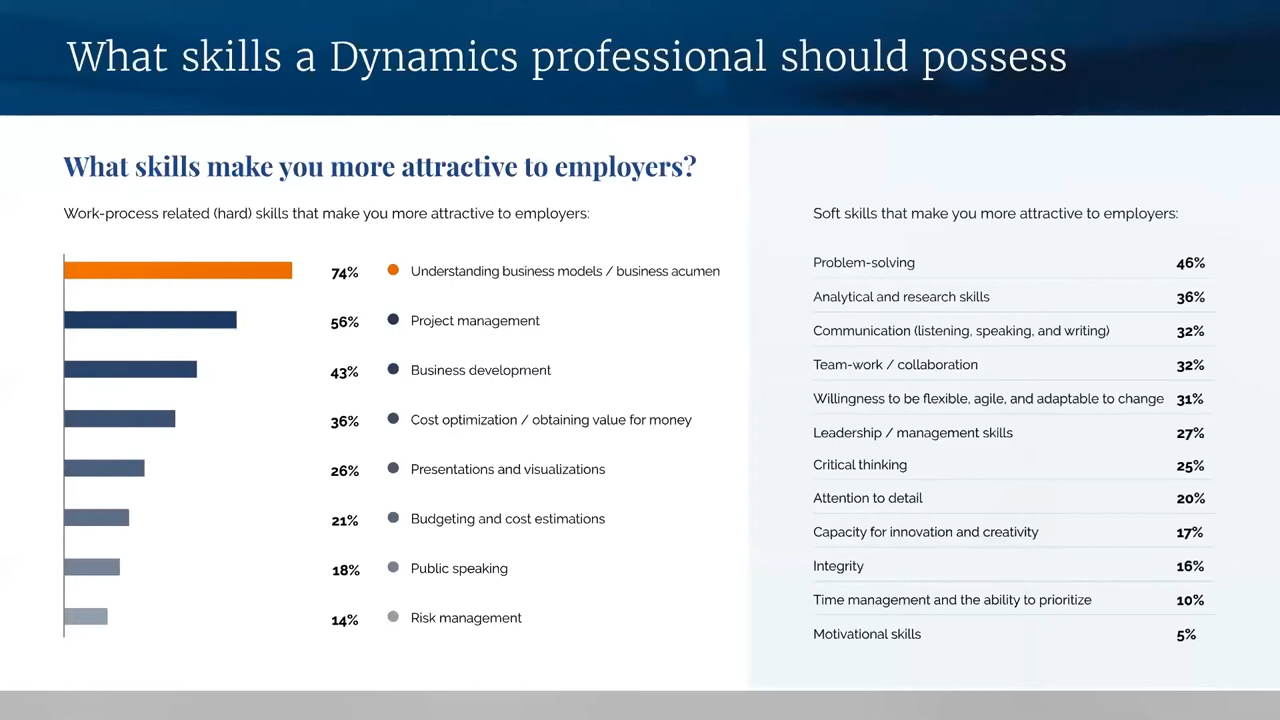 What skills a Dynamics professional should possess
What skills make you more attractive to employers?
Work-process related (hard) skills that make you more attractive to employers:
74% Understanding business models / business acumen
56% Project management
43% Business development
36% Cost optimization / obtaining value for money
26% Presentations and visualizations
21% Budgeting and cost estimations
18% Public speaking
14% Risk management
Soft skills that make you more attractive to employers:
Problem-solving 46%
Analytical and research skills 36%
Communication (listening, speaking, and writing) 32%
Team-work / collaboration 32%
Willingness to be flexible, agile, and adaptable to change 31%
Leadership / management skills 27%
Critical thinking 25%
Attention to detail 20%
Capacity for innovation and creativity 17%
Integrity 16%
Time management and the ability to prioritize 10%
Motivational skills 5%